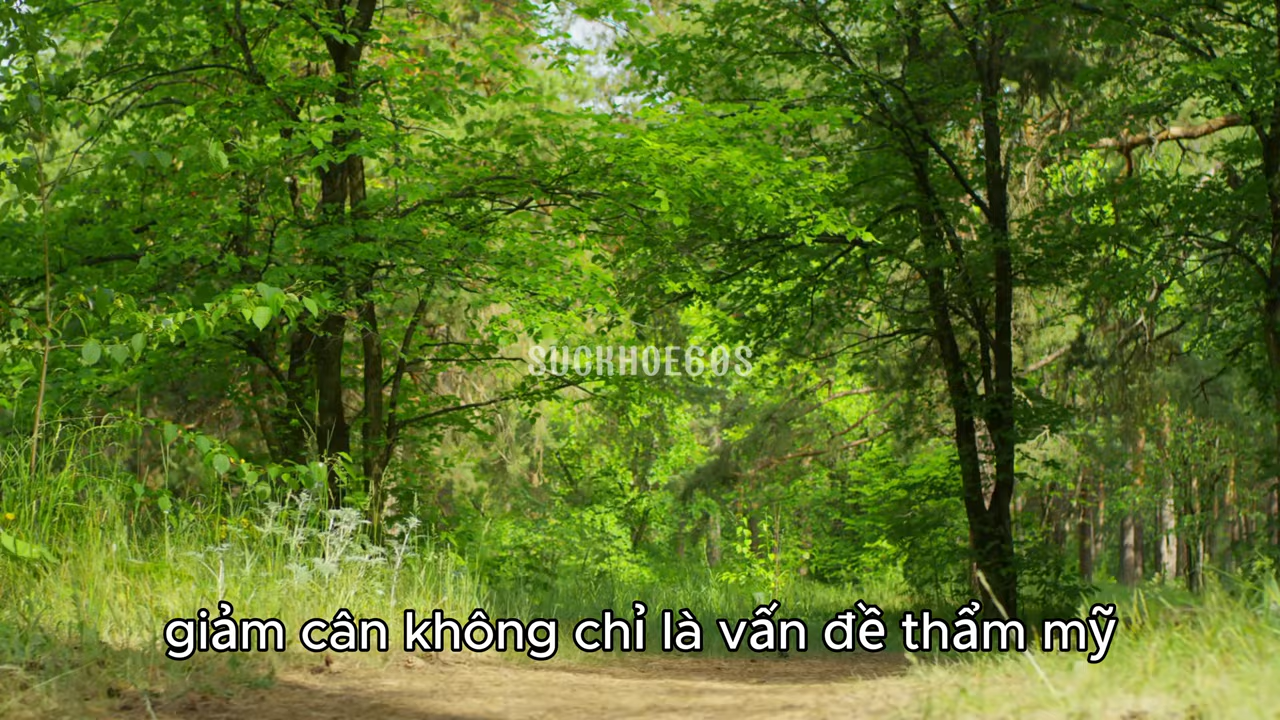 SUCKHOE60S
giảm cân không chỉ là vấn đề thẩm mỹ